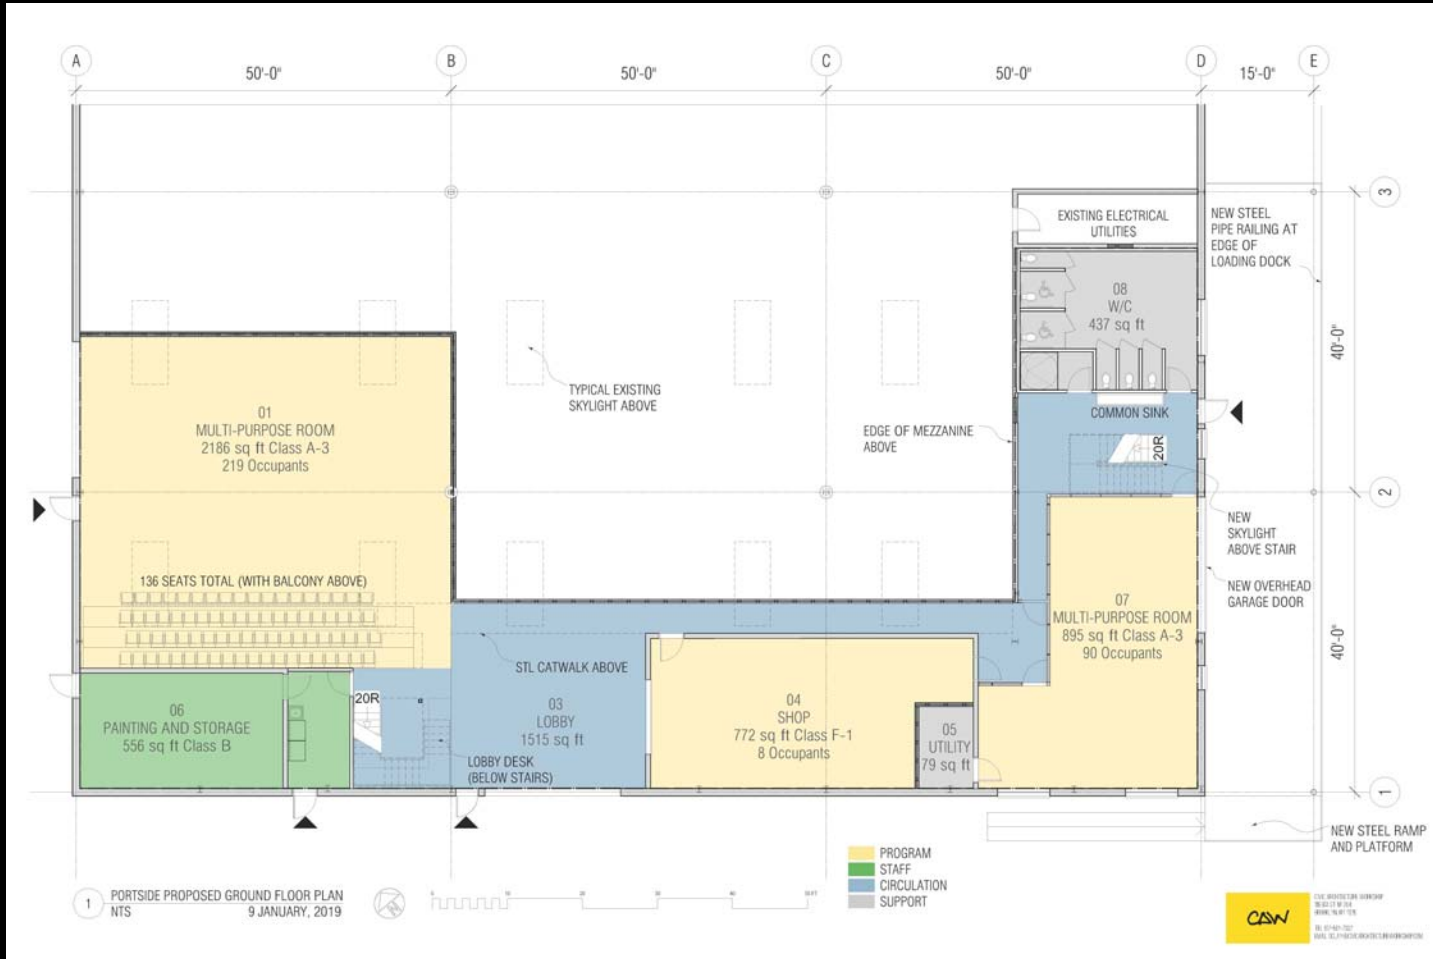 A
B
C
D
E
50'-0"
50'-0"
50'-0"
15'-0"
3
EXISTING ELECTRICAL
UTILITIES
NEW STEEL
PIPE RAILING AT
EDGE OF
LOADING DOCK
08
W/C
437 sq ft
40'-0"
TYPICAL EXISTING
SKYLIGHT ABOVE
01
MULTI-PURPOSE ROOM
2186 sq ft Class A-3
219 Occupants
EDGE OF MEZZANINE
ABOVE
COMMON SINK
20R
2
NEW
SKYLIGHT
ABOVE STAIR
136 SEATS TOTAL (WITH BALCONY ABOVE)
NEW OVERHEAD
GARAGE DOOR
07
MULTI-PURPOSE ROOM
895 sq ft Class A-3
90 Occupants
40'-0"
STL CATWALK ABOVE
20R
06
PAINTING AND STORAGE
556 sq ft Class B
03
LOBBY
1515 sq ft
04
SHOP
772 sq ft Class F-1
8 Occupants
05
UTILITY
79 sq ft
LOBBY DESK
(BELOW STAIRS)
1
NEW STEEL RAMP
AND PLATFORM
PROGRAM
STAFF
CIRCULATION
SUPPORT
1
PORTSIDE PROPOSED GROUND FLOOR PLAN
NTS
9 JANUARY, 2019
CAW